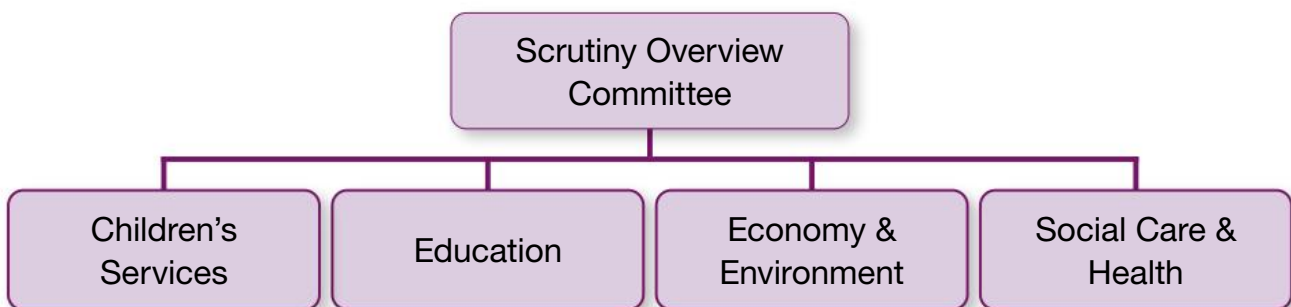 Scrutiny Overview
Committee
Children’s
Services
Education
Economy &
Environment
Social Care &
Health